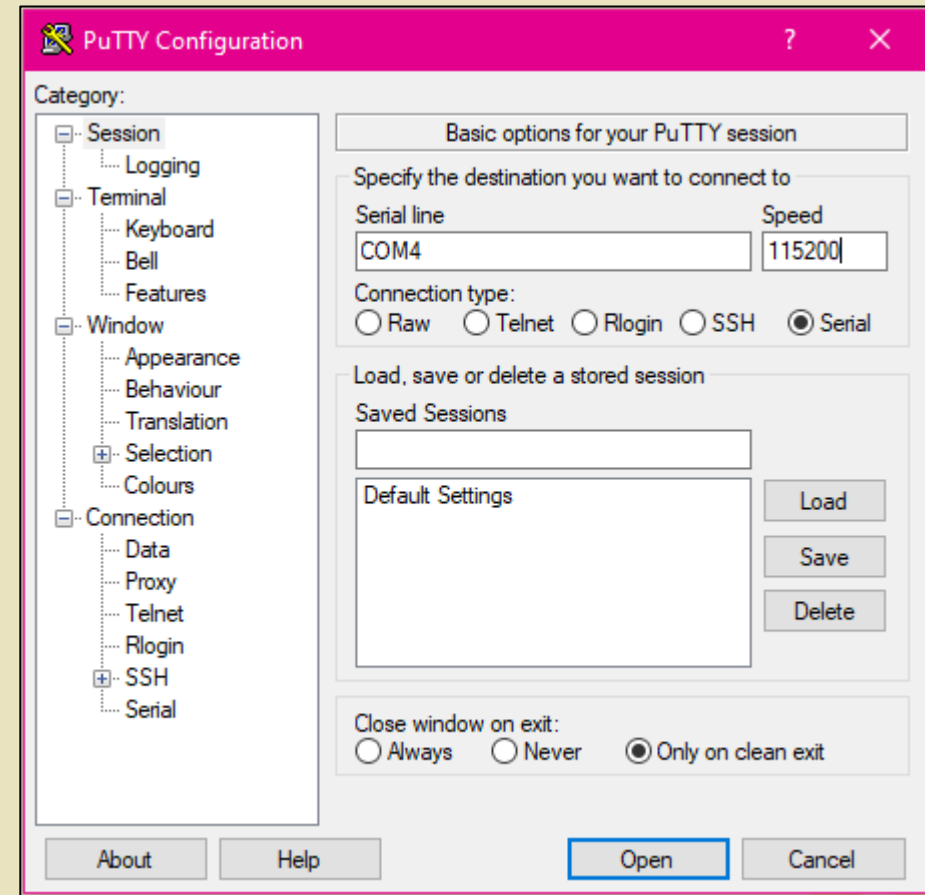 PuTTY Configuration
? ×
Category:
Session
Logging
Terminal
Keyboard
Bell
Features
Window
Appearance
Behaviour
Translation
Selection
Colours
Connection
Data
Proxy
Telnet
Rlogin
SSH
Serial
Basic options for your PuTTY session
Specify the destination you want to connect to
Serial line Speed
COM4 115200
Connection type:
Raw Telnet Rlogin SSH Serial
Load, save or delete a stored session
Saved Sessions
Default Settings
Load
Save
Delete
Close window on exit:
Always Never Only on clean exit
About Help Open Cancel